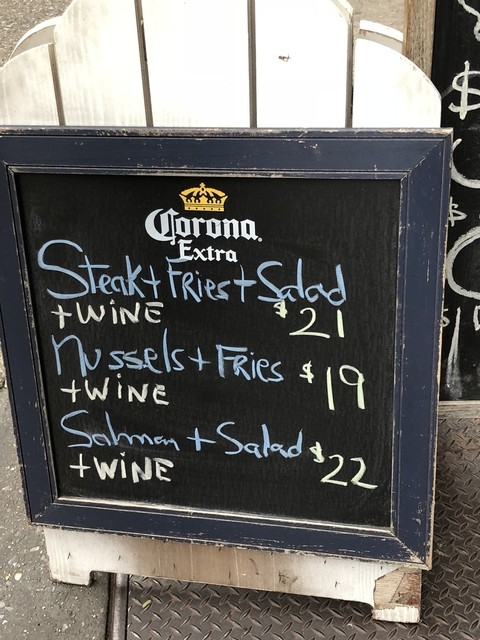 Corona
Extra
Steak + Fries + Salad
+ WiNE $21
Mussels + FRies $19
+ WiNE
Salmon + Salad $22
+ WiNE
$
$